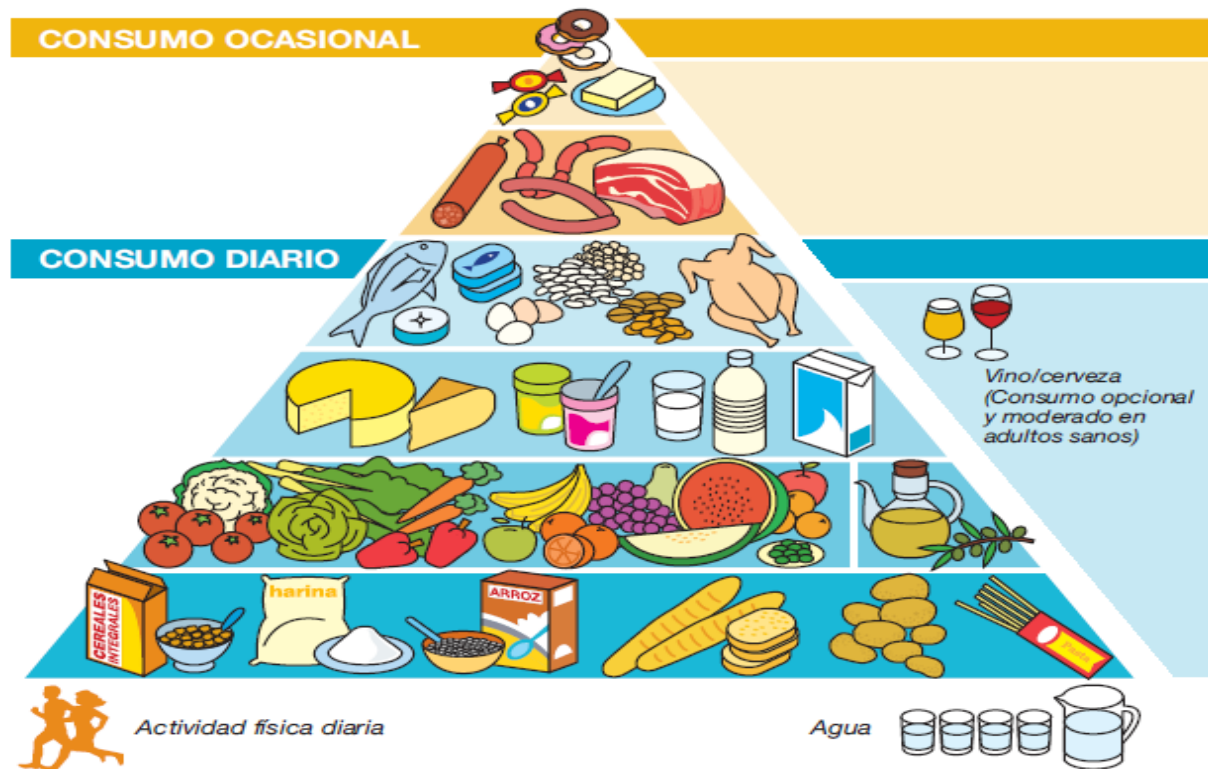 CONSUMO OCASIONAL
CONSUMO DIARIO
Vino/cerveza
(Consumo opcional
y moderado en
adultos sanos)
CEREALES
INTEGRALES
harina
ARROZ
Pasta
Actividad física diaria
Agua